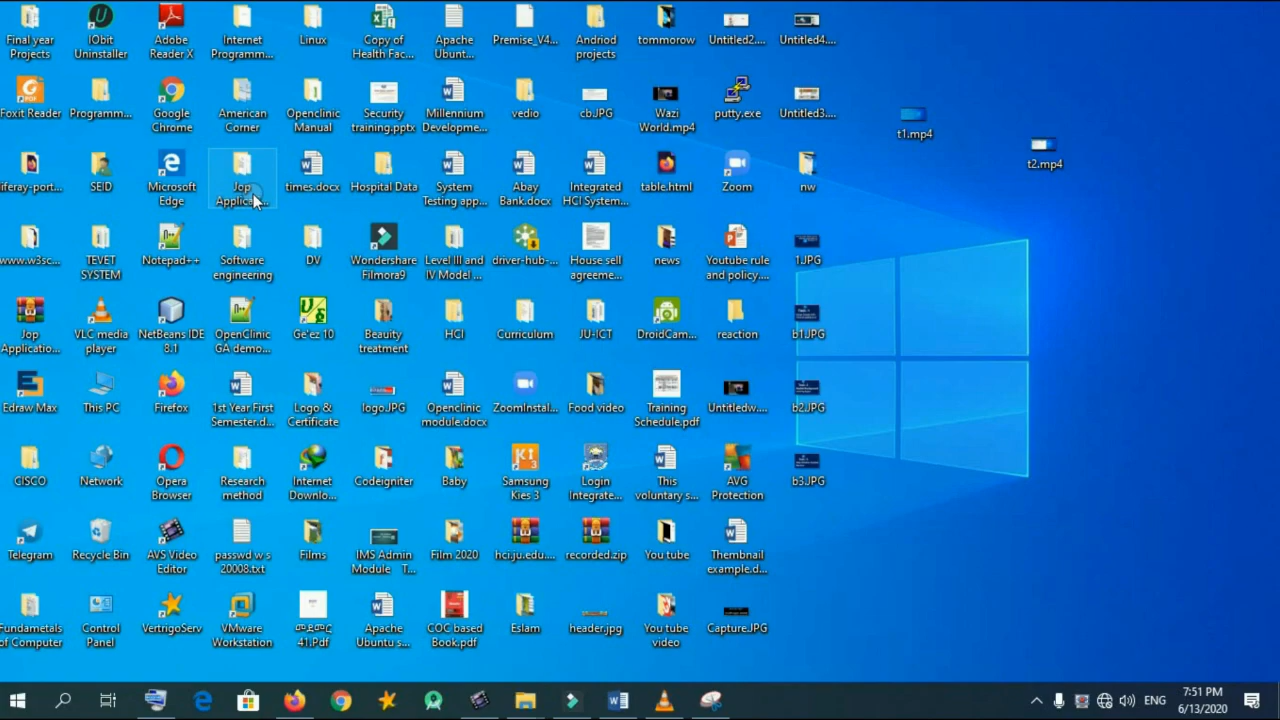 Final year
Projects
IObit
Uninstaller
Adobe
Reader X
Internet
Programm...
Linux
Copy of
Health Fac...
Apache
Ubunt...
Premise_V4...
Andriod
projects
tommorow
Untitled2....
Untitled4....
Foxit Reader
Programm...
Google
Chrome
American
Corner
Openclinic
Manual
Security
training.pptx
Millennium
Developme...
vedio
cbJPG
Wazi
World.mp4
putty.exe
Untitled3....
t1.mp4
t2.mp4
liferay-port...
SEID
Microsoft
Edge
Jop
Applicatio...
times.docx
Hospital Data
System
Testing app...
Abay
Bank.docx
Integrated
HCI System...
table.html
Zoom
nw
www.w3sc...
TEVET
SYSTEM
Notepad++
Software
engineering
DV
Wondershare
Filmora9
Level III and
IV Model ...
driver-hub-...
House sell
agreeme...
news
Youtube rule
and policy....
1.JPG
Jop
Applicatio...
VLC media
player
NetBeans IDE
8.1
OpenClinic
GA demo...
Ge'ez 10
Beauity
treatment
HCI
Curriculum
JU-ICT
DroidCam...
reaction
b1.JPG
Edraw Max
This PC
Firefox
1st Year First
Semester.d...
Logo &
Certificate
logo.JPG
Openclinic
module.docx
ZoomInstal...
Food video
Training
Schedule.pdf
Untitledw....
b2.JPG
CISCO
Network
Opera
Browser
Research
method
Internet
Downlo...
Codeigniter
Baby
Samsung
Kies 3
Login
Integrate...
This
voluntary s...
AVG
Protection
b3.JPG
Telegram
Recycle Bin
AVS Video
Editor
passwd w s
20008.txt
Films
IMS Admin
Module T...
Film 2020
hci.ju.edu....
recorded.zip
You tube
Thembnail
example.d...
Fundametals
of Computer
Control
Panel
VertrigoServ
VMware
Workstation
መደመር
41.Pdf
Apache
Ubuntu s...
COC based
Book.pdf
Eslam
header.jpg
You tube
video
Capture.JPG
ENG
7:51 PM
6/13/2020